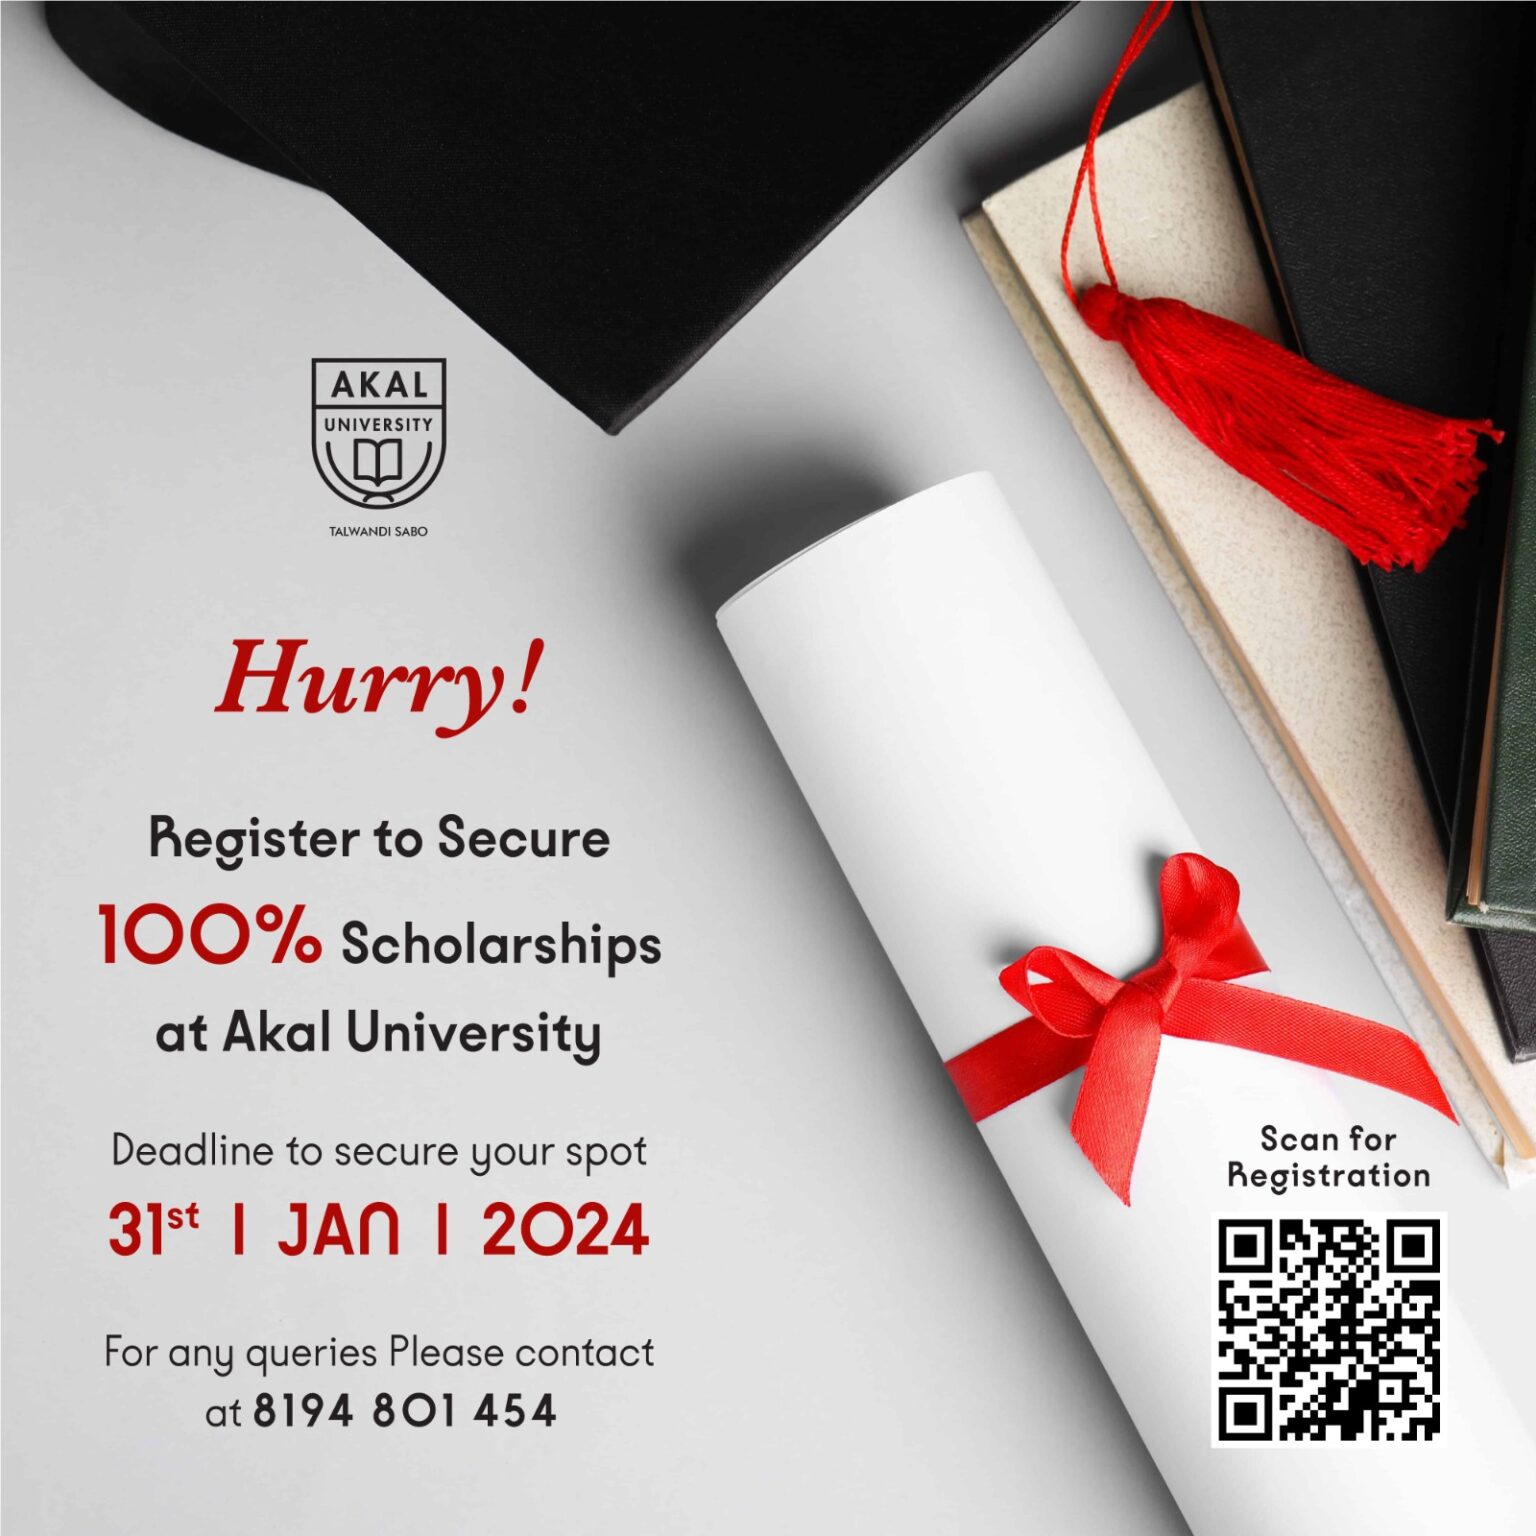 AKAL
UNIVERSITY
TALWANDI SABO
Hurry!
Register to Secure
100% Scholarships
at Akal University
Deadline to secure your spot
31st | JAN | 2024
For any queries Please contact
at 8194 801 454
Scan for
Registration